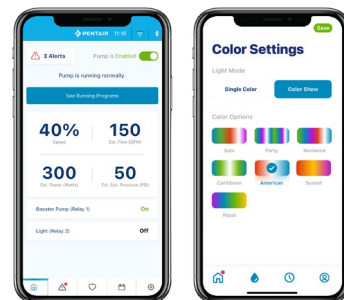 PENTAIR 11:16
3 Alerts
Pump is Enabled
Pump is running normally.
See Running Programs
40%
Speed
150
Est. Flow (GPM)
300
Est. Power (Watts)
50
Est. Sys. Pressure (PSI)
Booster Pump (Relay 1) On
Light (Relay 2) Off
Save
Color Settings
Light Mode
Single Color
Color Show
Color Options
Sam
Party
Romance
Caribbean
American
Sunset
Royal